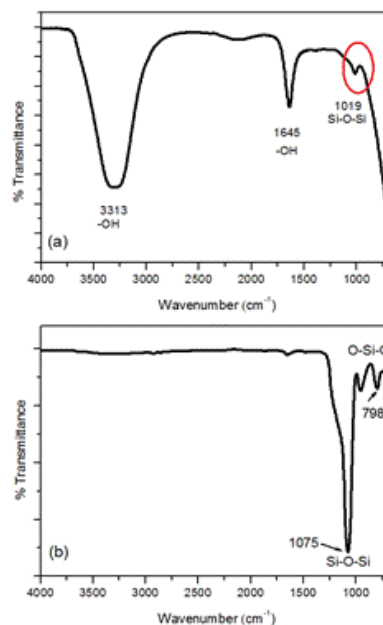 % Transmittance
1019
Si-O-Si
1645
-OH
3313
-OH
(a)
4000 3500 3000 2500 2000 1500 1000
Wavenumber (cm⁻¹)
% Transmittance
O-Si-
798
1075
Si-O-Si
(b)
4000 3500 3000 2500 2000 1500 1000
Wavenumber (cm⁻¹)